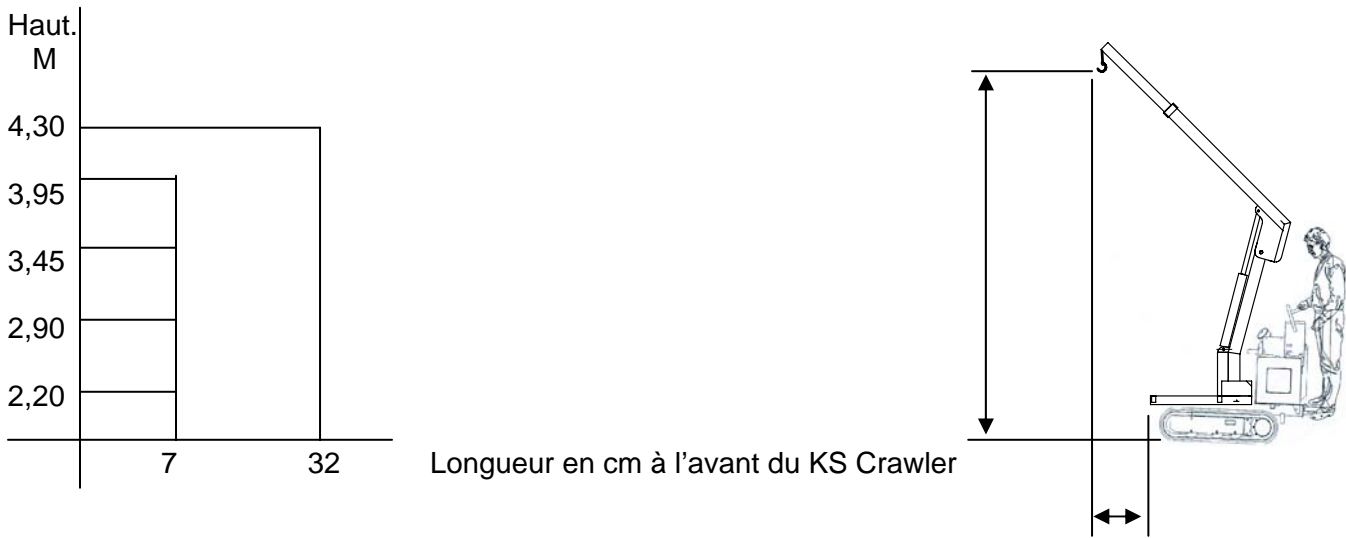 Haut.
M
4,30
3,95
3,45
2,90
2,20
7 32 Longueur en cm à l’avant du KS Crawler